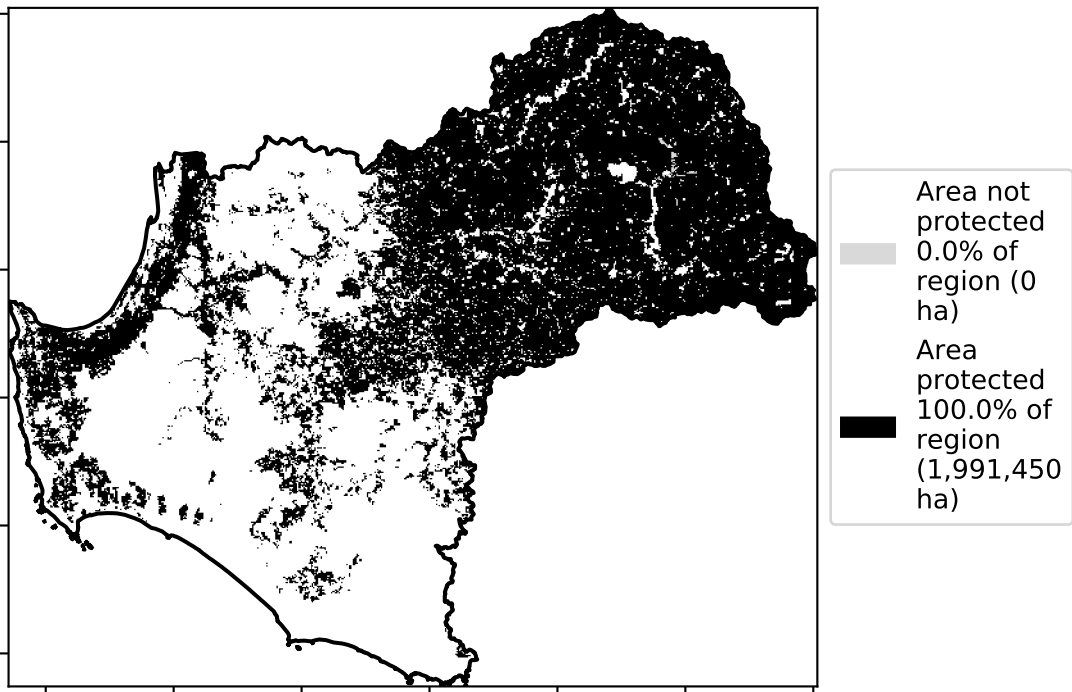 Area not
protected
0.0% of
region (0
ha)
Area
protected
100.0% of
region
(1,991,450
ha)